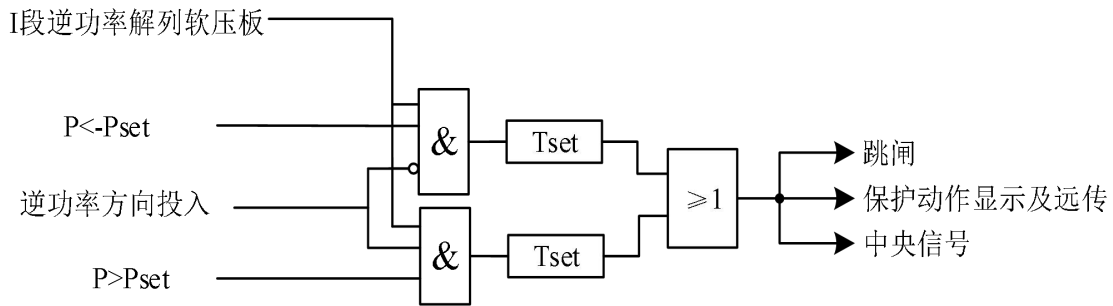 I段逆功率解列软压板
P<-Pset
逆功率方向投入
P>Pset
&
&
Tset
Tset
≥1
跳闸
保护动作显示及远传
中央信号